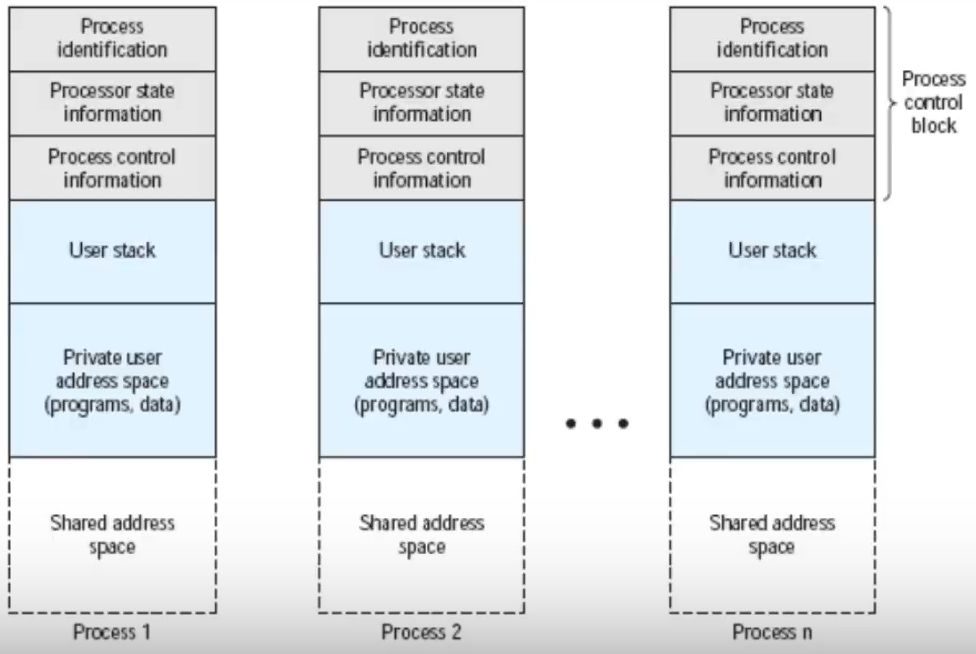 Process
identification
Processor state
information
Process control
information
User stack
Private user
address space
(programs, data)
Shared address
space
Process 1
Process
identification
Processor state
information
Process control
information
User stack
Private user
address space
(programs, data)
Shared address
space
Process 2
• • •
Process
identification
Processor state
information
Process control
information
User stack
Private user
address space
(programs, data)
Shared address
space
Process n
Process
control
block